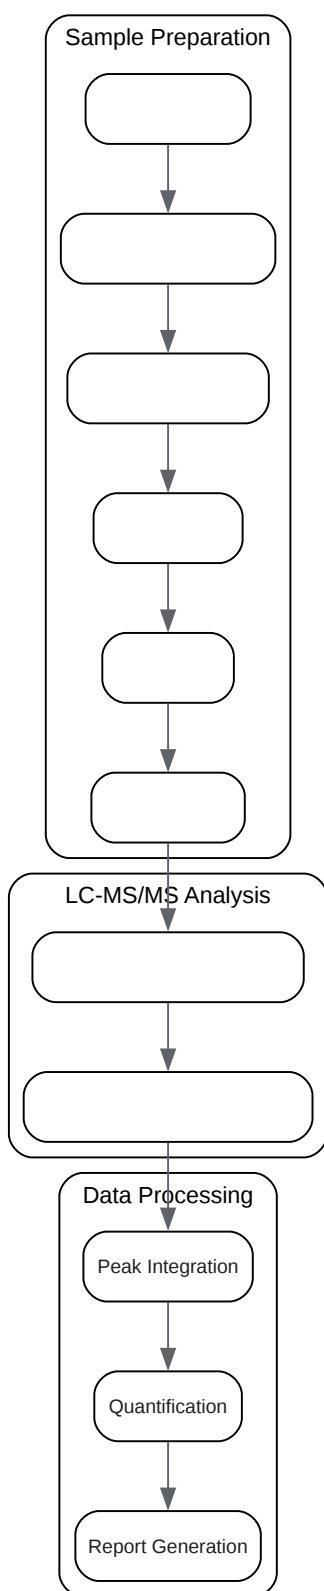 Sample Preparation
LC-MS/MS Analysis
Data Processing
Peak Integration
Quantification
Report Generation